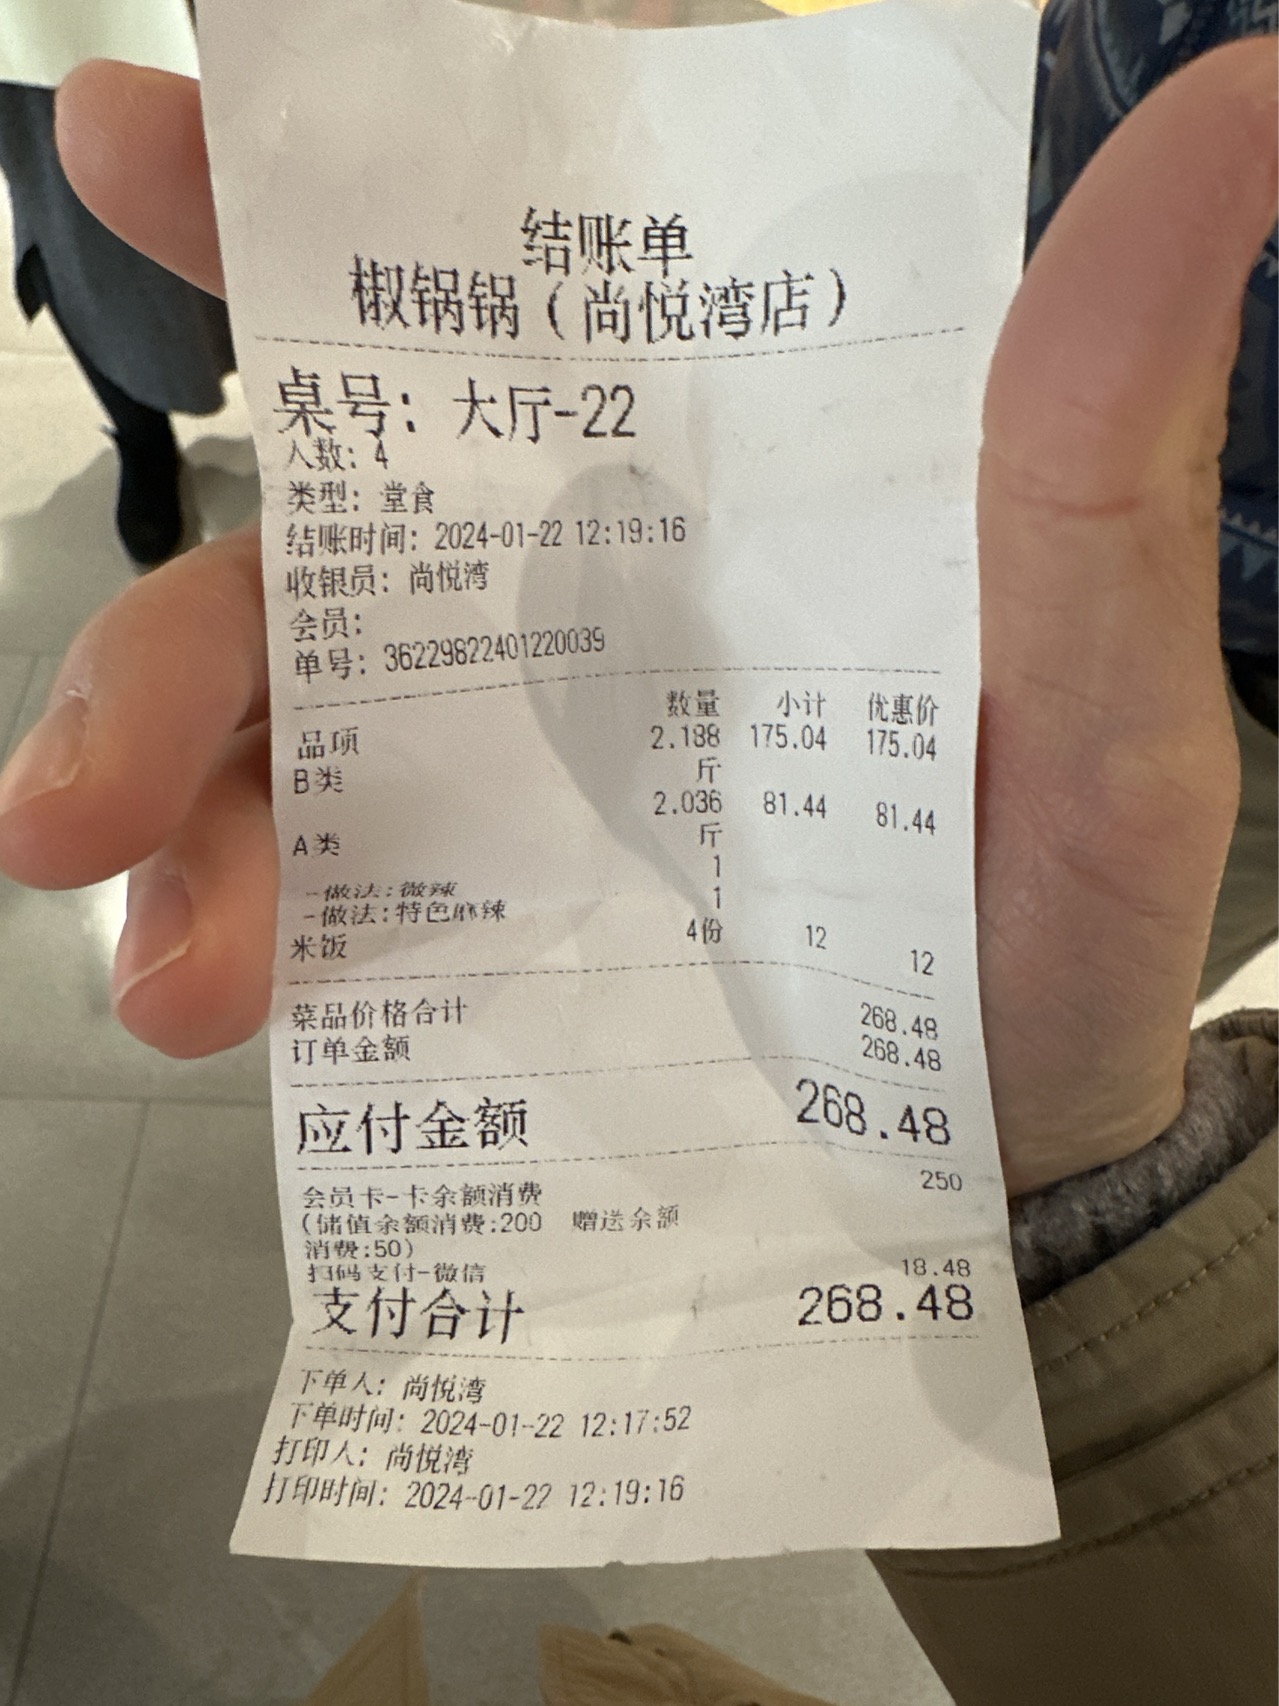 结账单
椒锅锅（尚悦湾店）
桌号：大厅-22
人数：4
类型：堂食
结账时间：2024-01-22 12:19:16
收银员：尚悦湾
会员：
单号：36229822401220039
品项 数量 小计 优惠价
B类 2.188斤 175.04 175.04
A类 2.036斤 81.44 81.44
-做法：微辣 1
-做法：特色麻辣 1
米饭 4份 12 12
菜品价格合计 268.48
订单金额 268.48
应付金额 268.48
会员卡-卡余额消费 250
(储值余额消费:200 赠送余额
消费:50)
扫码支付-微信 18.48
支付合计 268.48
下单人：尚悦湾
下单时间：2024-01-22 12:17:52
打印人：尚悦湾
打印时间：2024-01-22 12:19:16